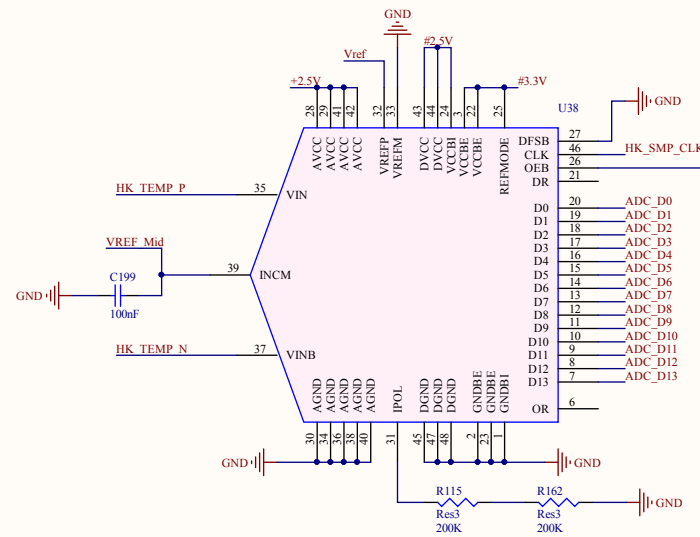 GND
Vref
#2.5V
+2.5V
#3.3V
28
29
41
42
32
33
43
44
24
3
22
25
U38
AVCC
AVCC
AVCC
AVCC
VREFP
VREFM
DVCC
DVCC
VCCBI
VCCBE
VCCBE
REFMODE
DFSB 27 GND
CLK 46 HK_SMP_CLK
OEB 26
DR 21
HK_TEMP_P 35 VIN
D0 20 ADC_D0
D1 19 ADC_D1
D2 18 ADC_D2
D3 17 ADC_D3
D4 16 ADC_D4
D5 15 ADC_D5
D6 14 ADC_D6
D7 13 ADC_D7
D8 12 ADC_D8
D9 11 ADC_D9
D10 10 ADC_D10
D11 9 ADC_D11
D12 8 ADC_D12
D13 7 ADC_D13
OR 6
VREF_Mid
39 INCM
C199
GND
100nF
HK_TEMP_N 37 VINB
AGND
AGND
AGND
AGND
AGND
IPOL
DGND
DGND
DGND
GNDBE
GNDBE
GNDBI
30
34
36
38
40
31
45
47
48
2
23
1
GND
GND
R115
Res3
200K
R162
Res3
200K
GND